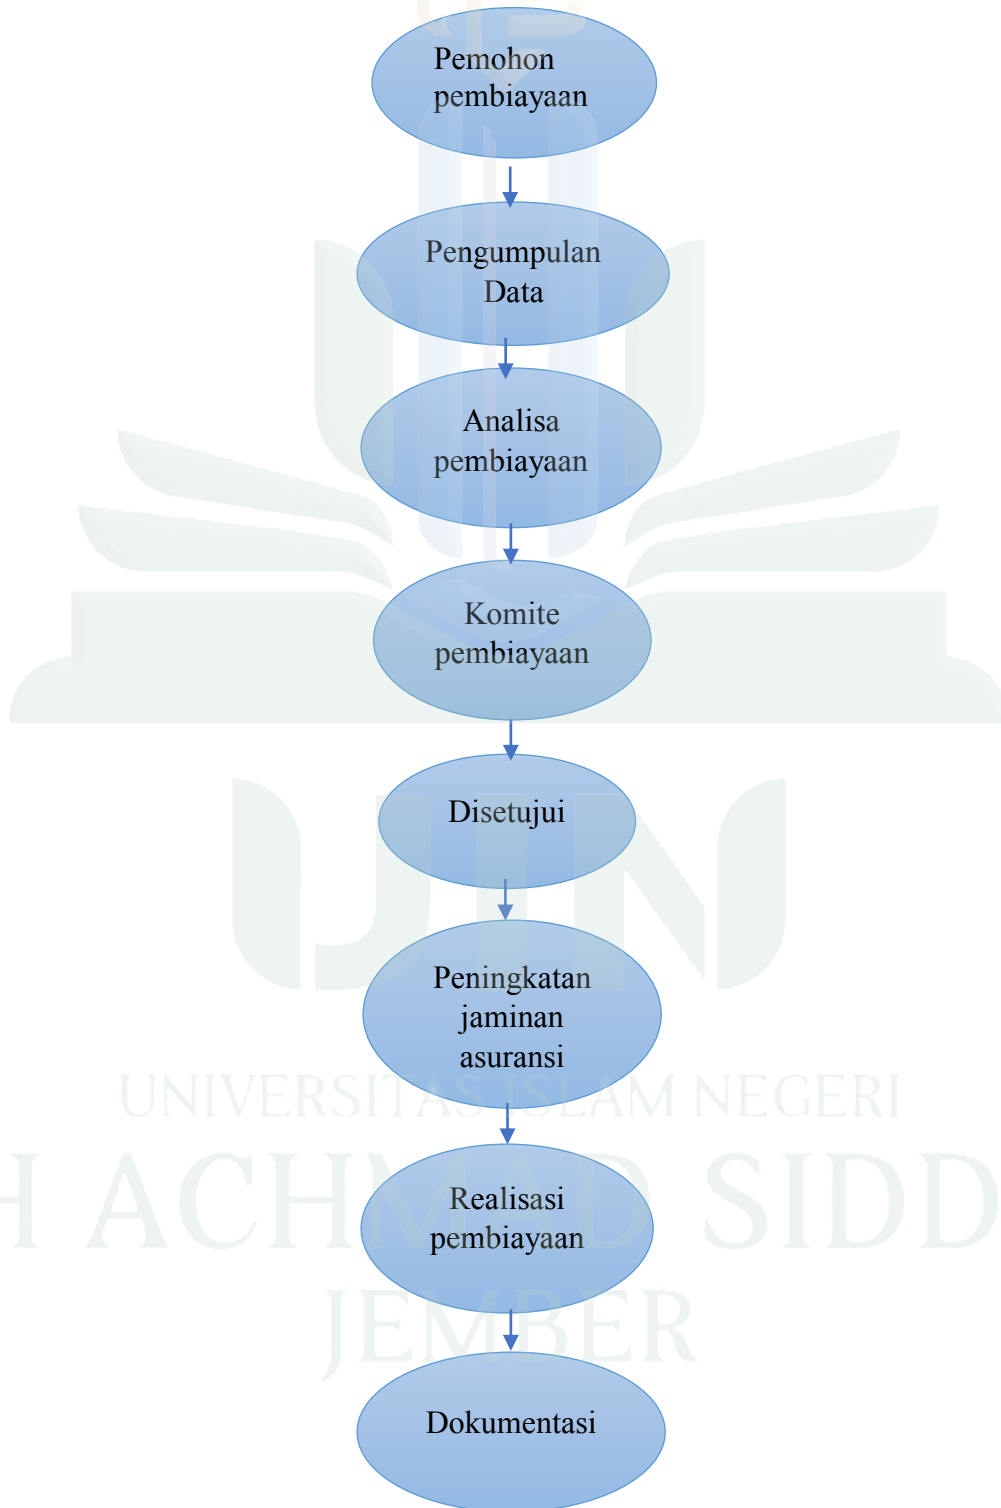 Pemohon
pembiayaan
Pengumpulan
Data
Analisa
pembiayaan
Komite
pembiayaan
Disetujui
UIN
Peningkatan
jaminan
asuransi
UNIVERSITAS ISLAM NEGERI
H ACHMAD SIDD
Realisasi
pembiayaan
JEMBER
Dokumentasi